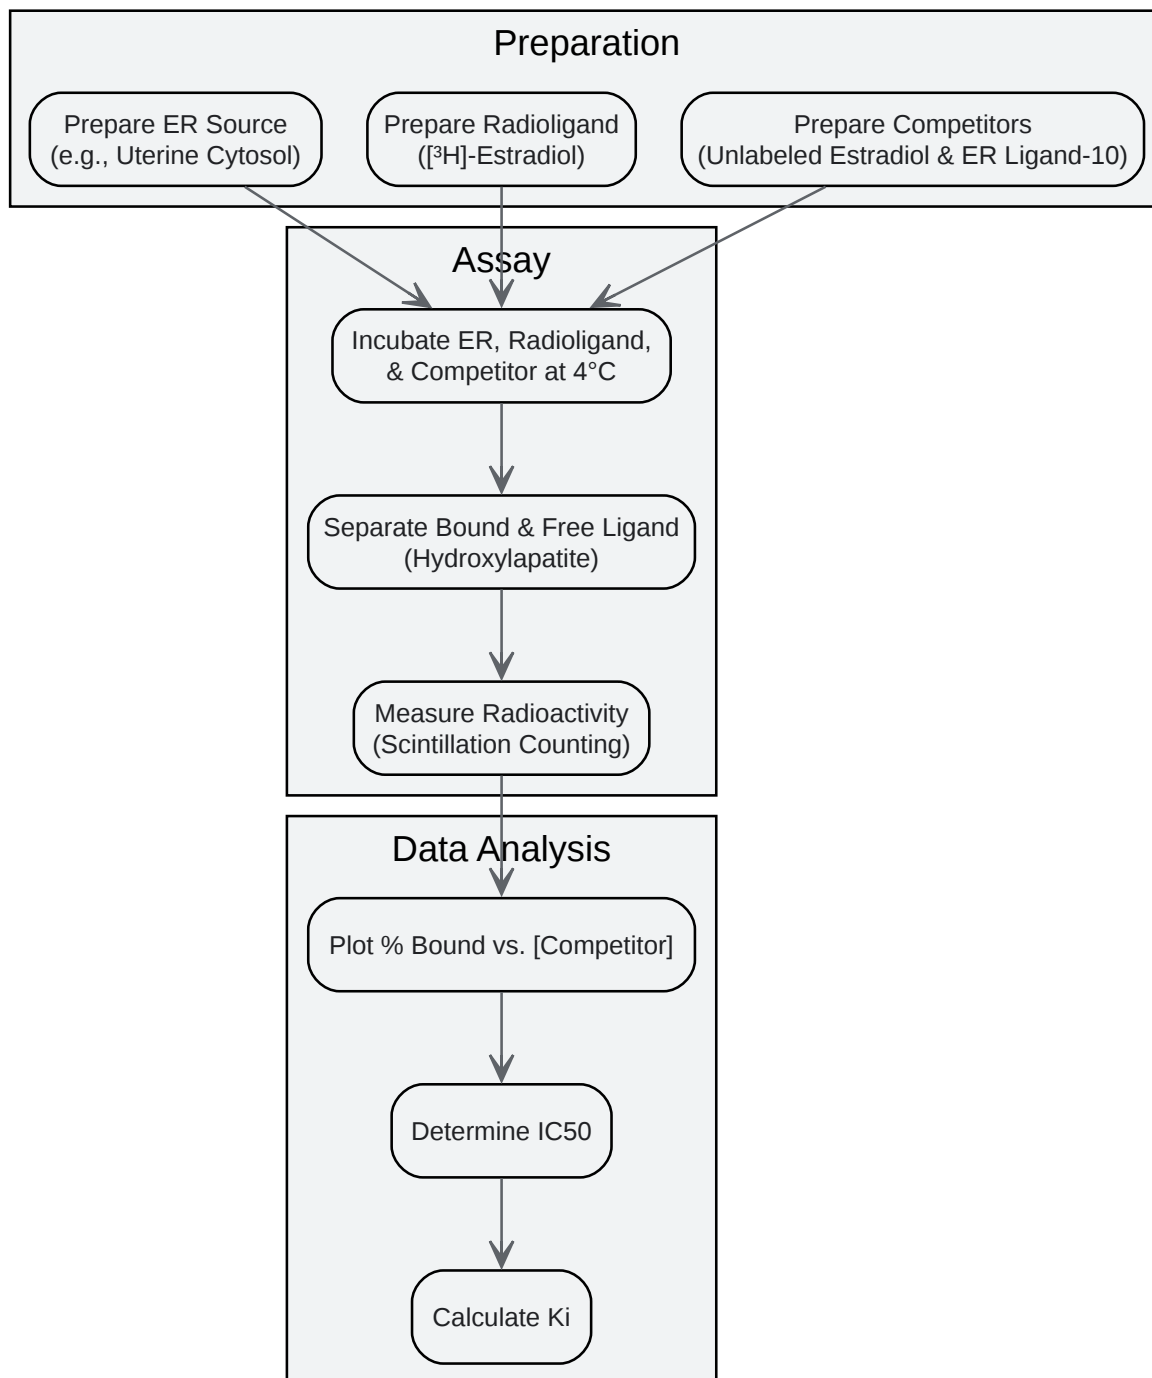 Preparation
Prepare ER Source
(e.g., Uterine Cytosol)
Prepare Radioligand
([³H]-Estradiol)
Prepare Competitors
(Unlabeled Estradiol & ER Ligand-10)
Assay
Incubate ER, Radioligand,
& Competitor at 4°C
Separate Bound & Free Ligand
(Hydroxylapatite)
Measure Radioactivity
(Scintillation Counting)
Data Analysis
Plot % Bound vs. [Competitor]
Determine IC50
Calculate Ki